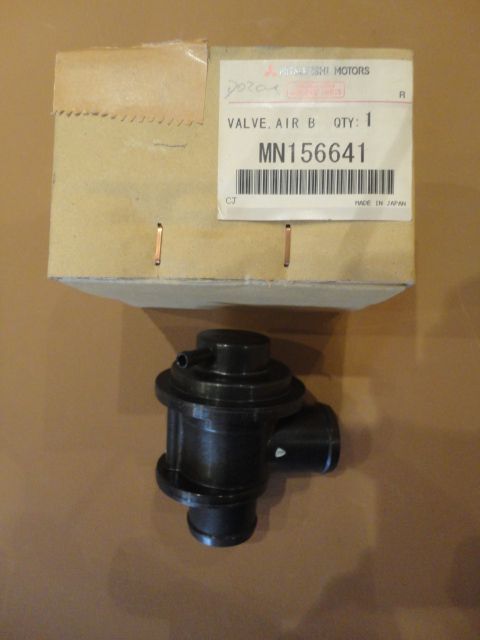 MITSUBISHI MOTORS
R
VALVE, AIR B QTY: 1
MN156641
CJ MADE IN JAPAN